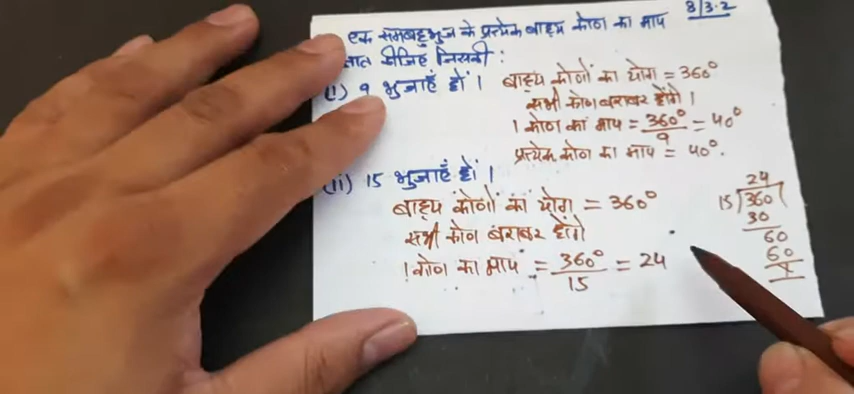 एक समबहुभुज के प्रत्येक बाह्य कोण का माप 8/3.2
ज्ञात कीजिए जिसकी :
(i) 9 भुजाएँ हों । बाह्य कोणों का योग = 360°
सभी कोण बराबर होंगे ।
1 कोण का माप = 360°/9 = 40°
प्रत्येक कोण का माप = 40°.
(ii) 15 भुजाएँ हों ।
बाह्य कोणों का योग = 360°
सभी कोण बराबर होंगे
1 कोण का माप = 360°/15 = 24
24
15)360(
30
60
60
x